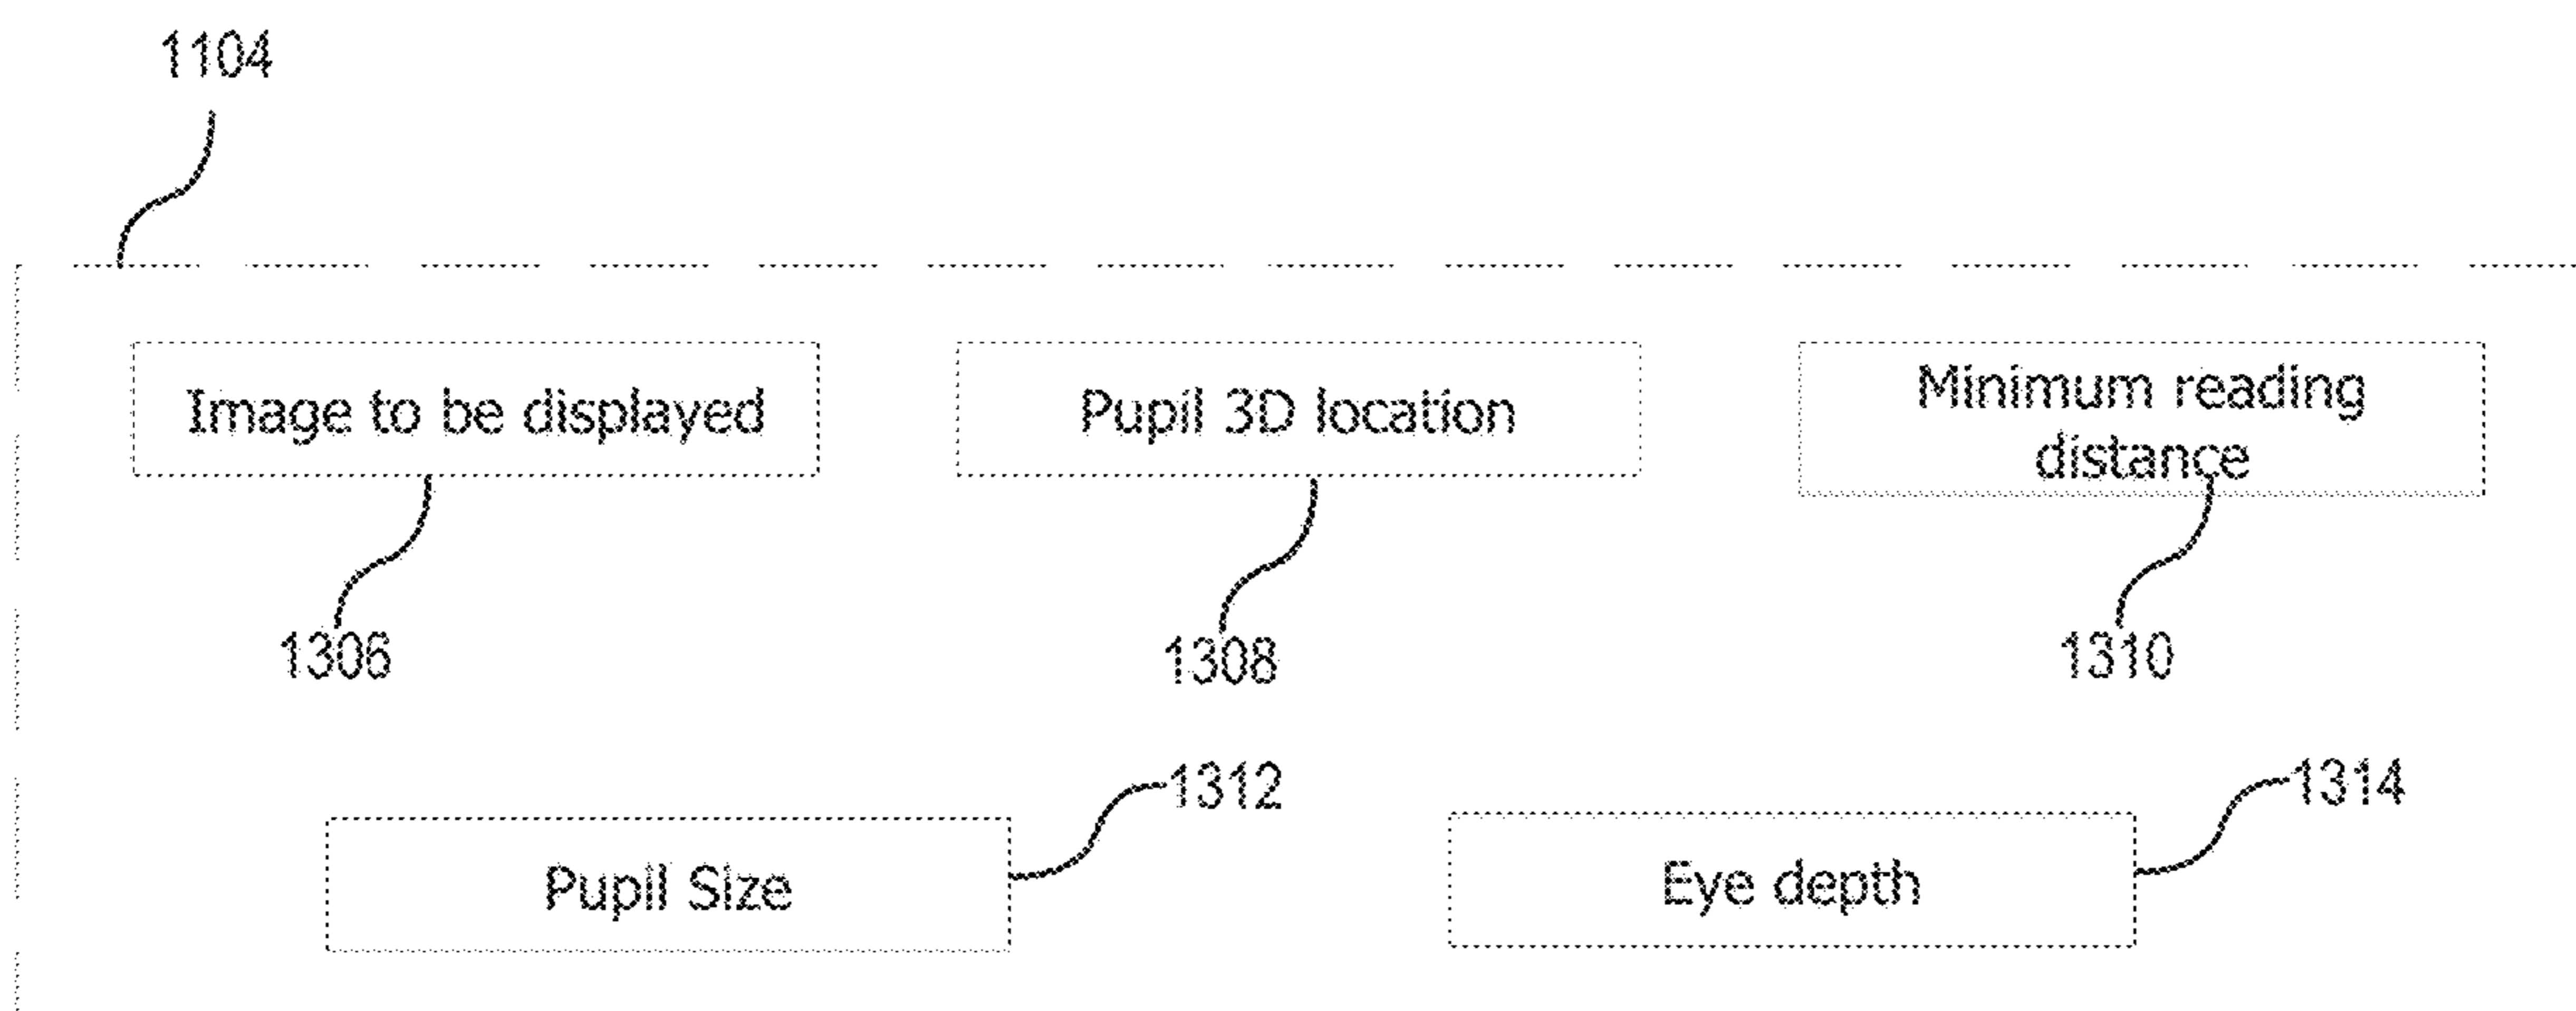 1104
Image to be displayed
Pupil 3D location
Minimum reading
distance
1306
1308
1310
1312
1314
Pupil Size
Eye depth